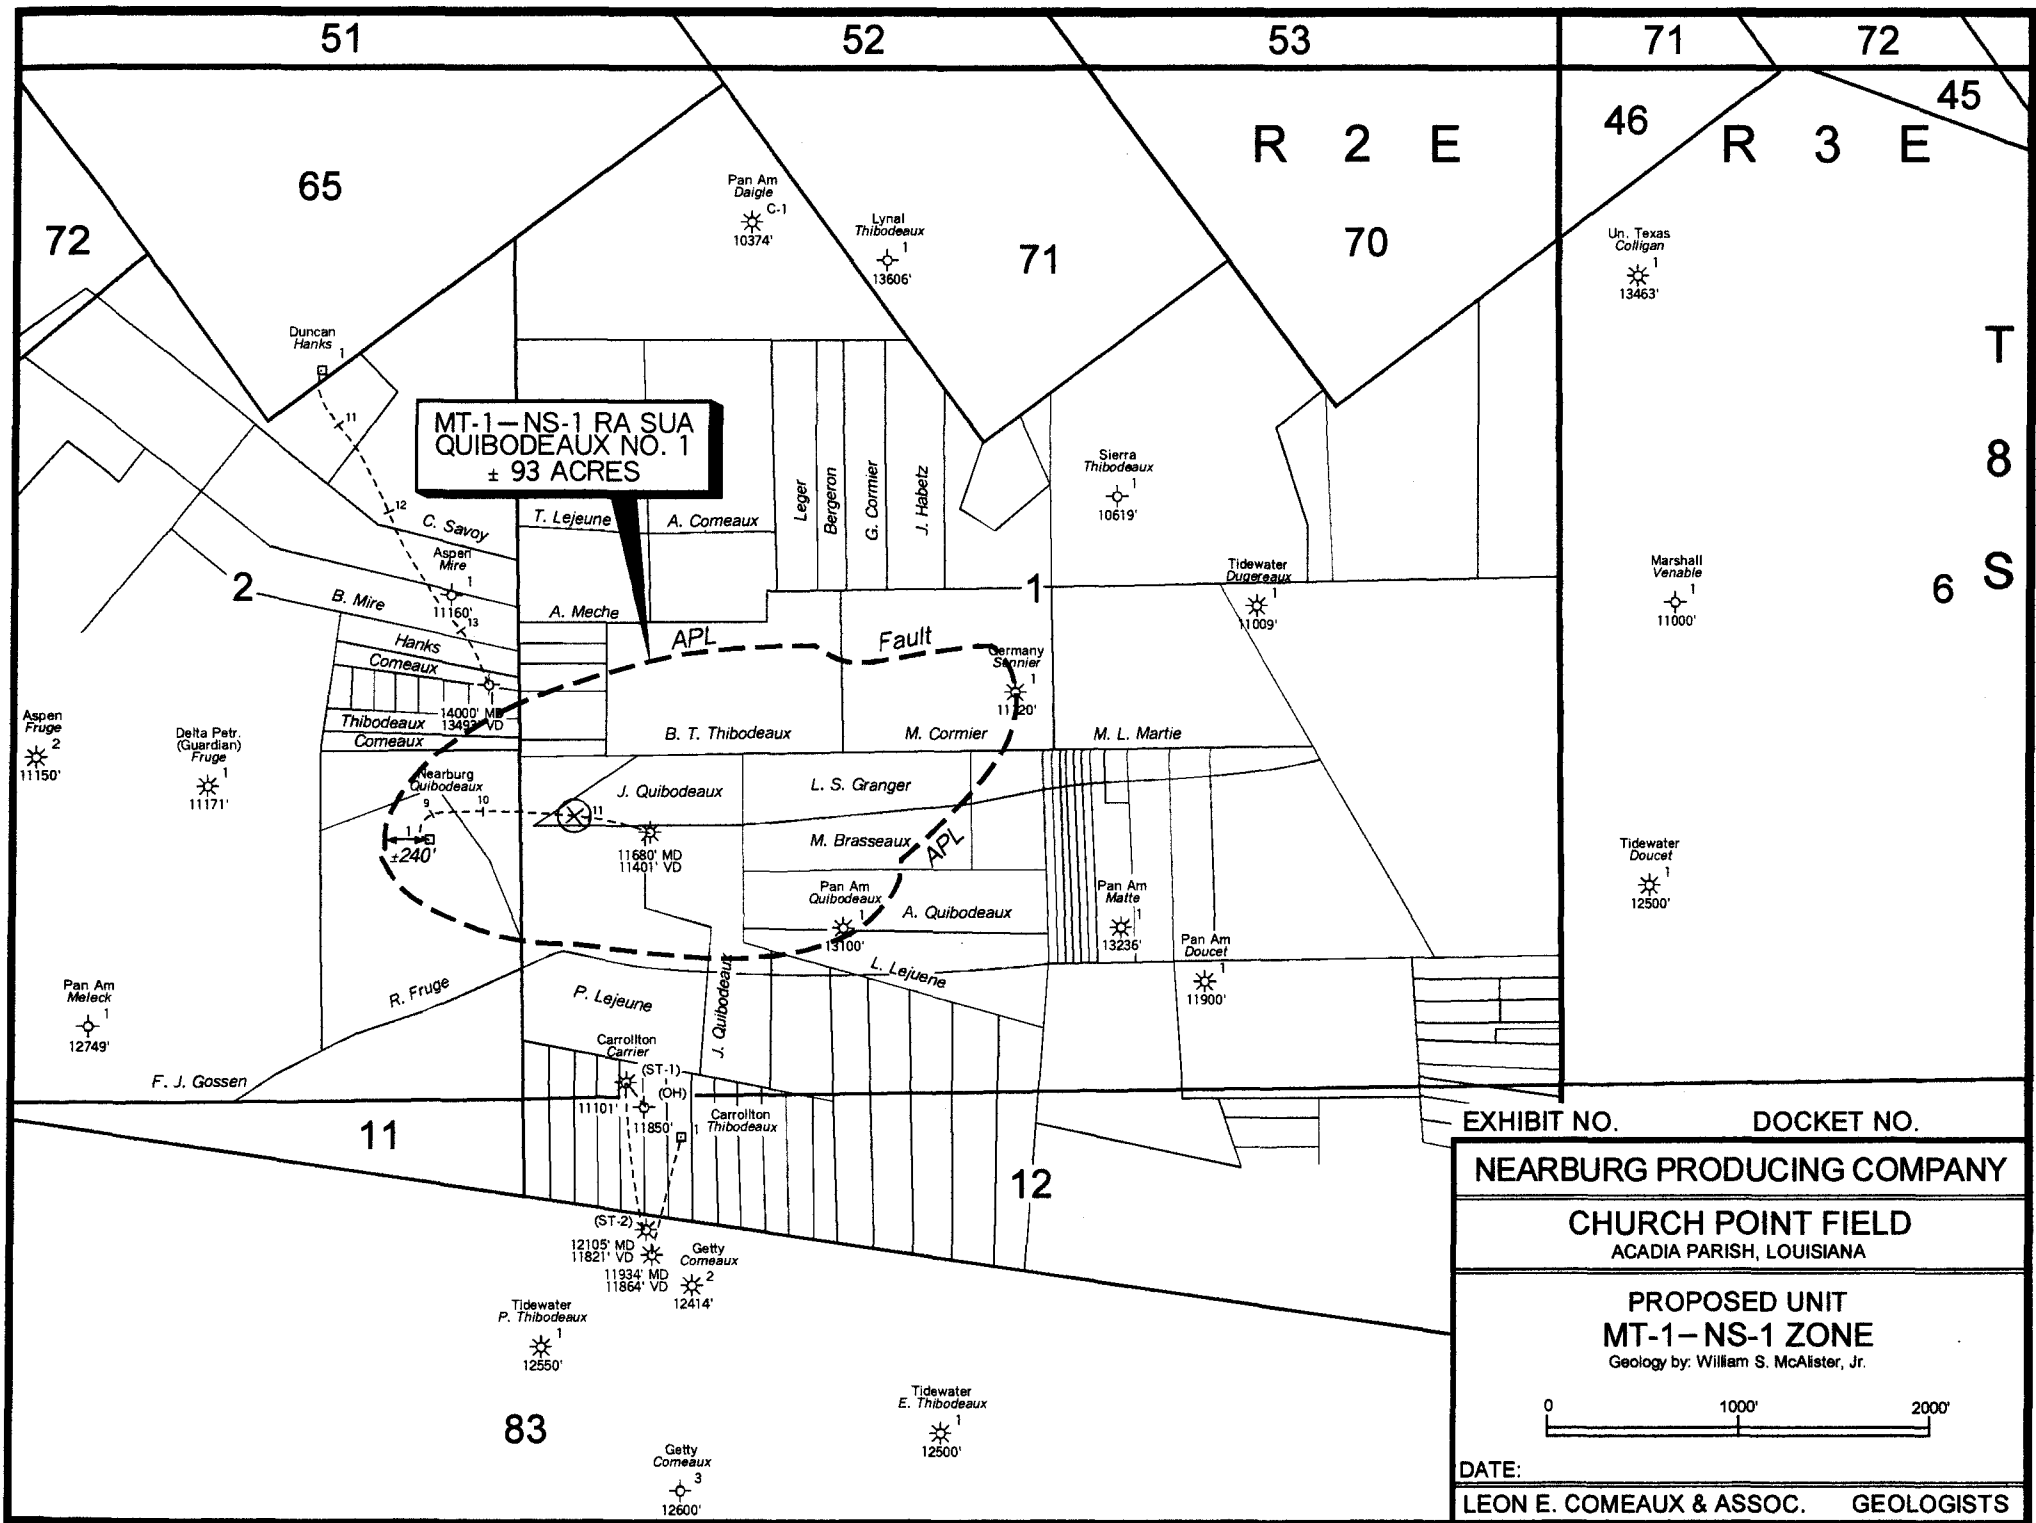 51
52
53
71
72
45
46
R 2 E
R 3 E
65
72
71
70
T
8
S
Pan Am
Daigle
C-1
10374'
Lynal
Thibodeaux
1
13606'
Un. Texas
Colligan
1
13463'
Duncan
Hanks
1
11
12
13
MT-1–NS-1 RA SUA
QUIBODEAUX NO. 1
± 93 ACRES
Leger
Bergeron
G. Cormier
J. Habetz
Sierra
Thibodeaux
1
10619'
T. Lejeune
A. Comeaux
C. Savoy
Aspen
Mire
1
11160'
2
B. Mire
A. Meche
1
Tidewater
Dugereaux
1
11009'
Marshall
Venable
1
11000'
6
Hanks
Comeaux
APL
Fault
Germany
Sonnier
1
14000' MD
13493' VD
Thibodeaux
Comeaux
B. T. Thibodeaux
M. Cormier
M. L. Martie
Aspen
Fruge
2
11150'
Delta Petr.
(Guardian)
Fruge
1
11171'
Nearburg
Quibodeaux
9
10
11
1
±240'
J. Quibodeaux
L. S. Granger
M. Brasseaux
APL
11680' MD
11401' VD
Tidewater
Doucet
1
12500'
Pan Am
Quibodeaux
1
13100'
A. Quibodeaux
Pan Am
Matte
1
13236'
Pan Am
Doucet
1
11900'
L. Lejuene
Pan Am
Meleck
1
12749'
R. Fruge
P. Lejeune
J. Quibodeaux
F. J. Gossen
Carrollton
Carrier
(ST-1)
(OH)
11101'
11850'
Carrollton
Thibodeaux
1
11
12
(ST-2)
12105' MD
11821' VD
11934' MD
11864' VD
Getty
Comeaux
2
12414'
Tidewater
P. Thibodeaux
1
12550'
Tidewater
E. Thibodeaux
1
12500'
83
Getty
Comeaux
3
12600'
EXHIBIT NO. DOCKET NO.
NEARBURG PRODUCING COMPANY
CHURCH POINT FIELD
ACADIA PARISH, LOUISIANA
PROPOSED UNIT
MT-1–NS-1 ZONE
Geology by: William S. McAlister, Jr.
0 1000' 2000'
DATE:
LEON E. COMEAUX & ASSOC. GEOLOGISTS